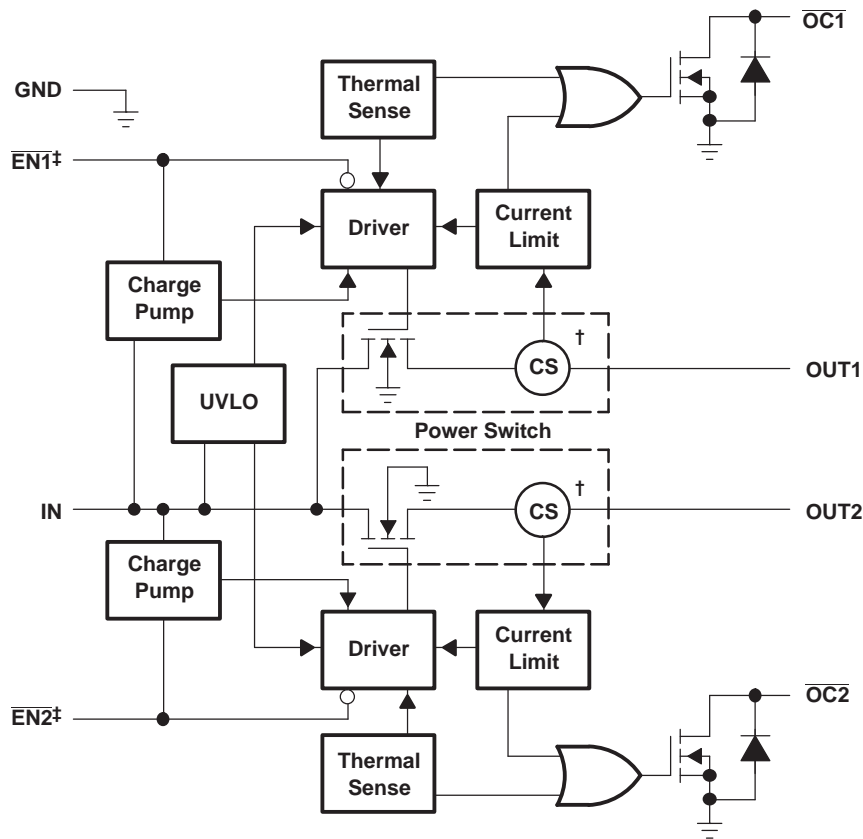 OC1
Thermal
Sense
GND
EN1‡
Driver
Current
Limit
Charge
Pump
†
CS
OUT1
UVLO
Power Switch
†
IN
CS
OUT2
Charge
Pump
Driver
Current
Limit
EN2‡
OC2
Thermal
Sense